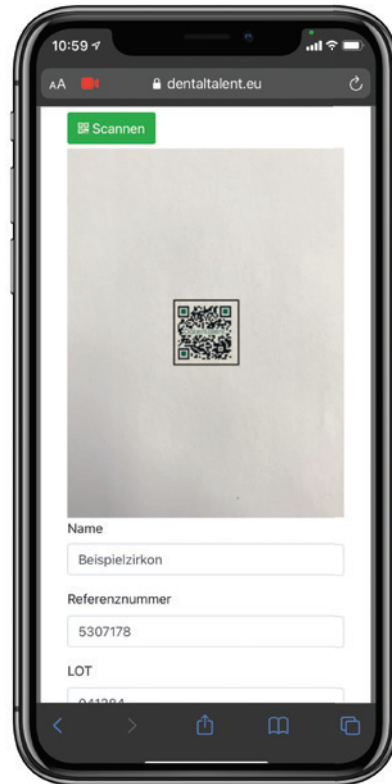 10:59
AA
dentaltalent.eu
Scannen
Name
Beispielzirkon
Referenznummer
5307178
LOT